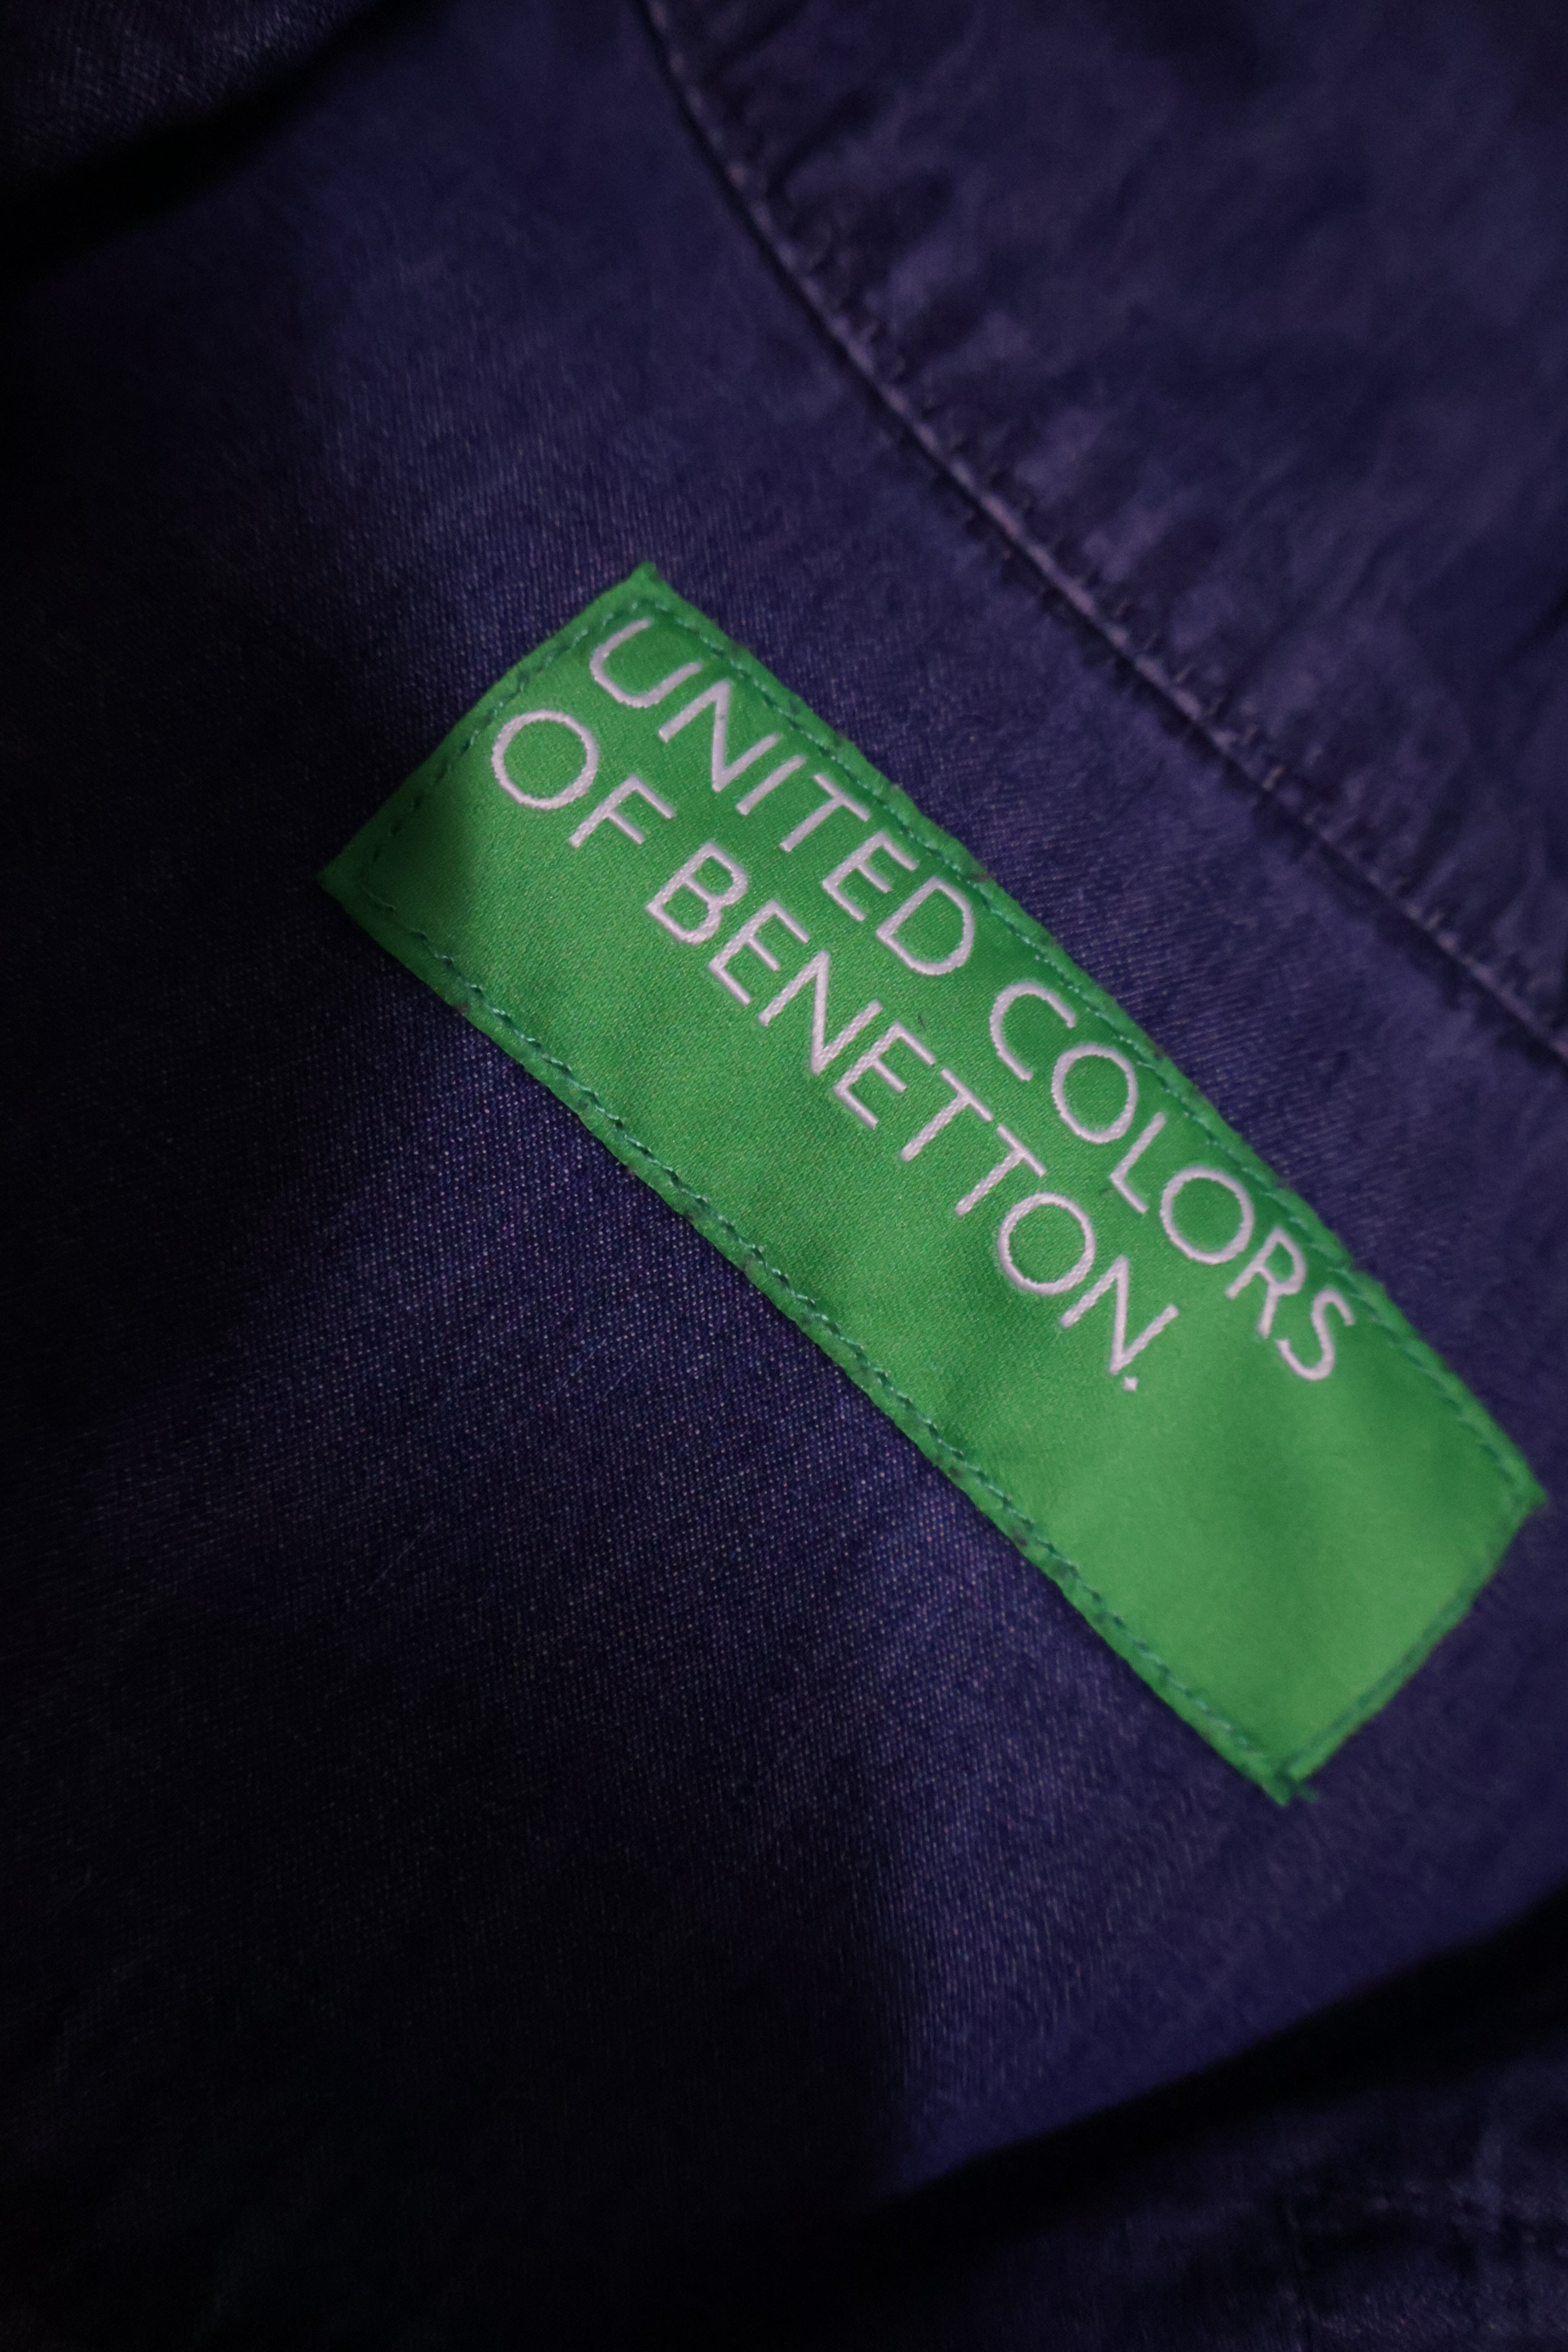 UNITED COLORS
OF BENETTON.